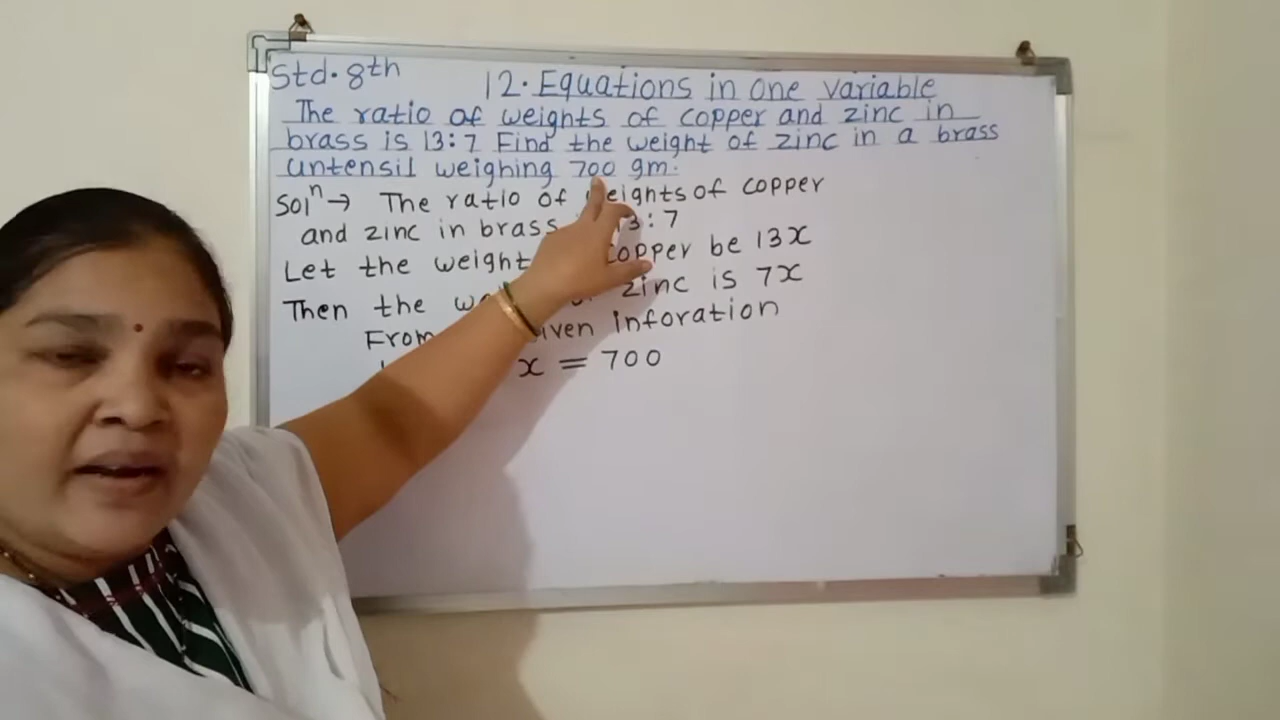 Std. 8th
12. Equations in one variable
The ratio of weights of copper and zinc in
brass is 13:7 Find the weight of zinc in a brass
untensil weighing 700 gm.
Solⁿ → The ratio of weights of copper
and zinc in brass 13:7
Let the weight copper be 13x
Then the zinc is 7x
From given inforation
x = 700